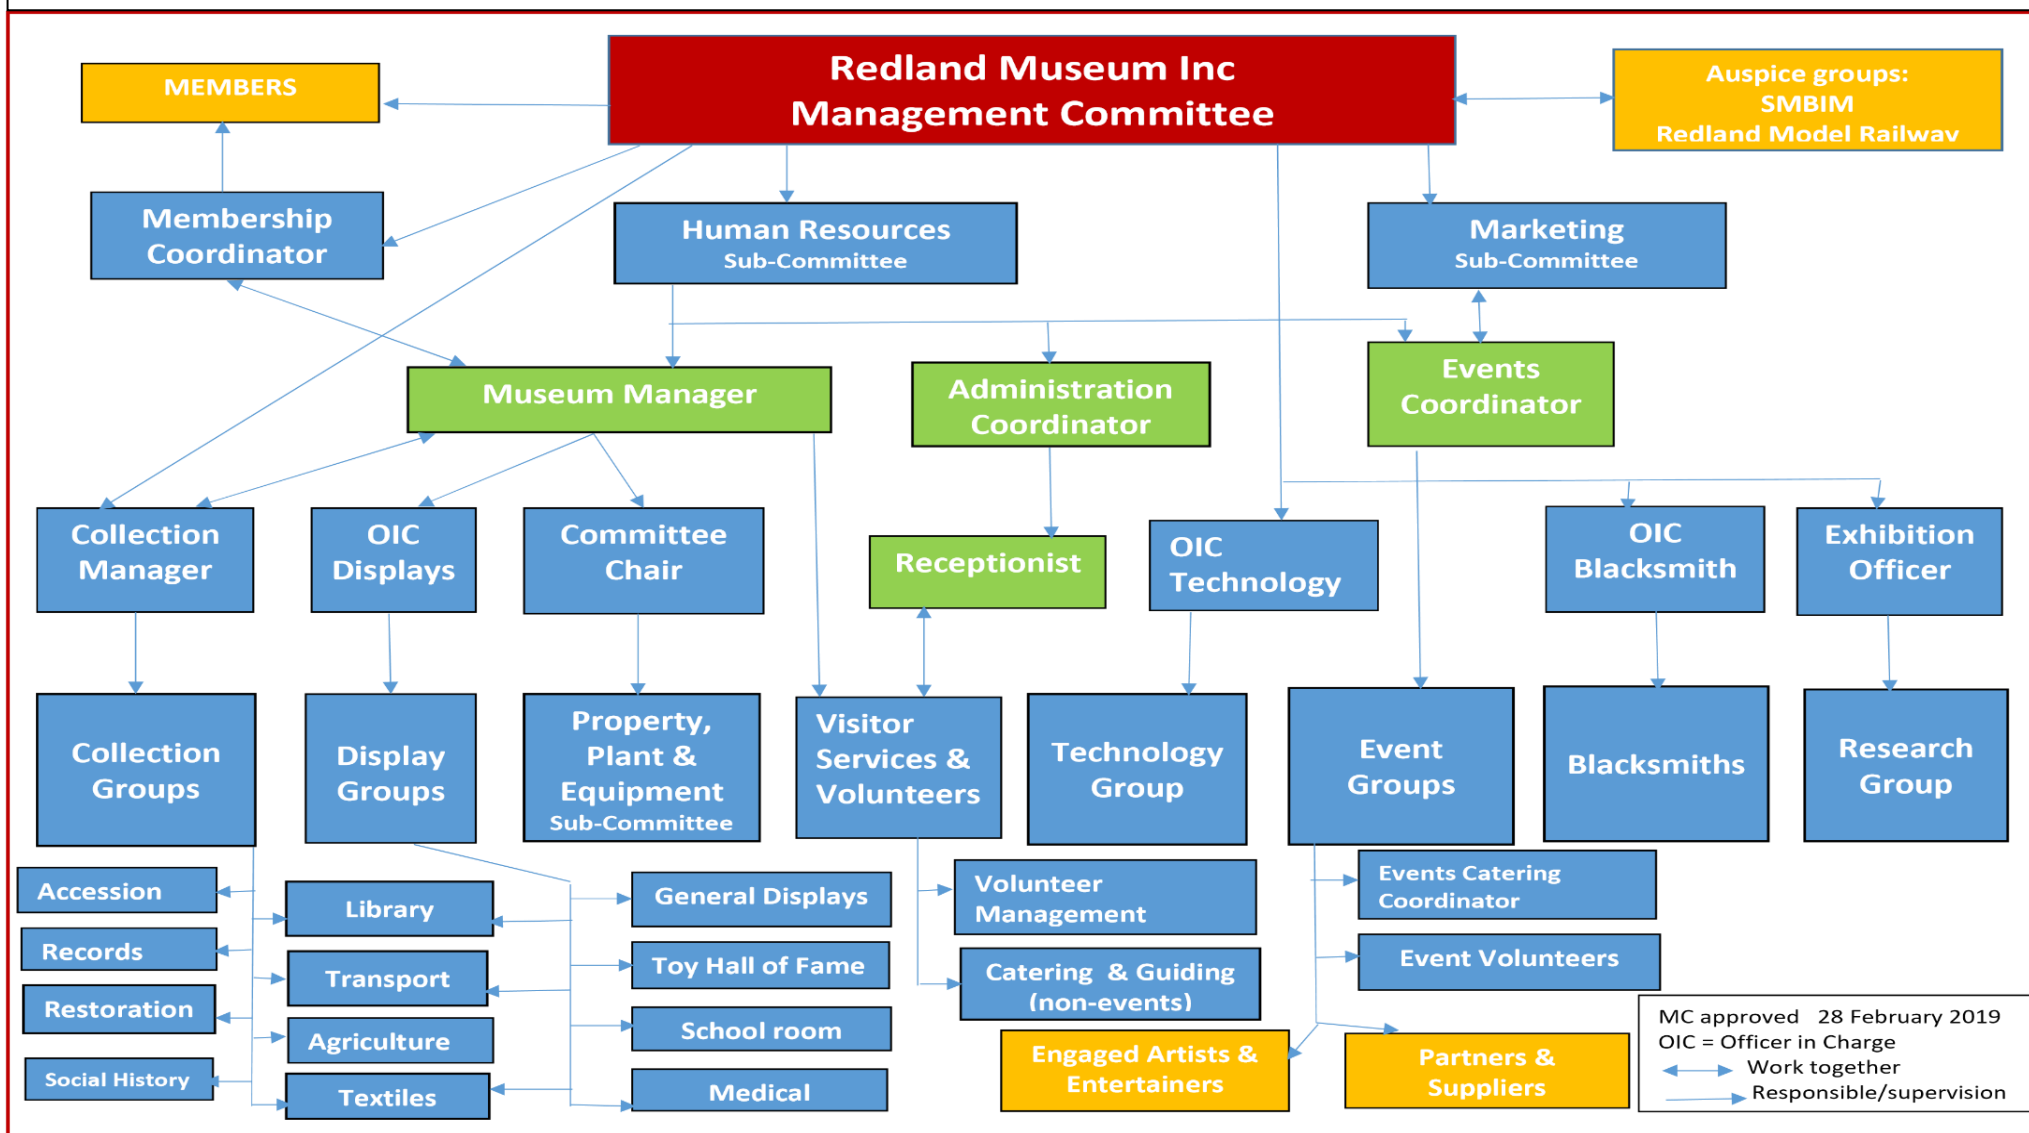 Redland Museum Inc
Management Committee
MEMBERS
Auspice groups:
SMBIM
Redland Model Railway
Membership
Coordinator
Human Resources
Sub-Committee
Marketing
Sub-Committee
Museum Manager
Administration
Coordinator
Events
Coordinator
Collection
Manager
OIC
Displays
Committee
Chair
Receptionist
OIC
Technology
OIC
Blacksmith
Exhibition
Officer
Collection
Groups
Display
Groups
Property,
Plant &
Equipment
Sub-Committee
Visitor
Services &
Volunteers
Technology
Group
Event
Groups
Blacksmiths
Research
Group
Accession
Records
Restoration
Social History
Library
Transport
Agriculture
Textiles
General Displays
Toy Hall of Fame
School room
Medical
Volunteer
Management
Catering & Guiding
(non-events)
Events Catering
Coordinator
Event Volunteers
Engaged Artists &
Entertainers
Partners &
Suppliers
MC approved 28 February 2019
OIC = Officer in Charge
Work together
Responsible/supervision